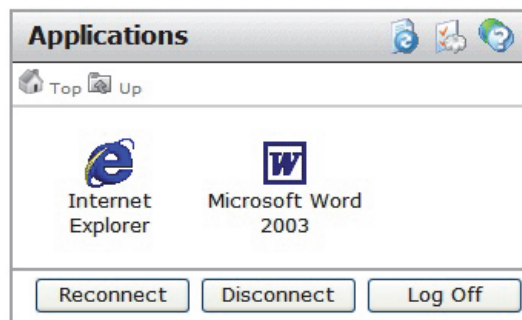 Applications
Top Up
Internet
Explorer
Microsoft Word
2003
Reconnect Disconnect Log Off